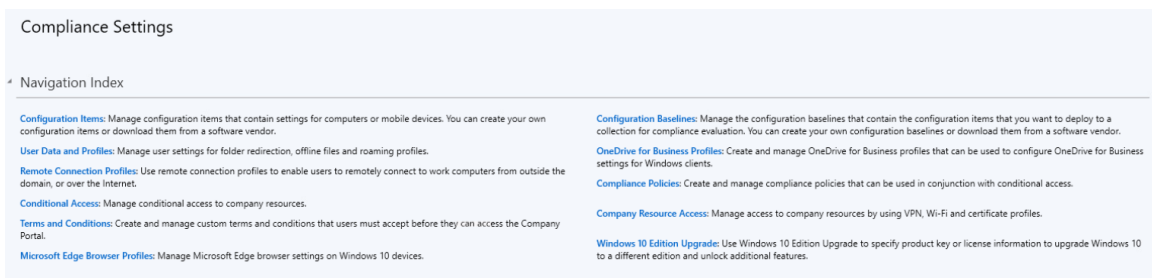 Compliance Settings
Navigation Index
Configuration Items: Manage configuration items that contain settings for computers or mobile devices. You can create your own
configuration items or download them from a software vendor.
User Data and Profiles: Manage user settings for folder redirection, offline files and roaming profiles.
Remote Connection Profiles: Use remote connection profiles to enable users to remotely connect to work computers from outside the
domain, or over the Internet.
Conditional Access: Manage conditional access to company resources.
Terms and Conditions: Create and manage custom terms and conditions that users must accept before they can access the Company
Portal.
Microsoft Edge Browser Profiles: Manage Microsoft Edge browser settings on Windows 10 devices.
Configuration Baselines: Manage the configuration baselines that contain the configuration items that you want to deploy to a
collection for compliance evaluation. You can create your own configuration baselines or download them from a software vendor.
OneDrive for Business Profiles: Create and manage OneDrive for Business profiles that can be used to configure OneDrive for Business
settings for Windows clients.
Compliance Policies: Create and manage compliance policies that can be used in conjunction with conditional access.
Company Resource Access: Manage access to company resources by using VPN, Wi-Fi and certificate profiles.
Windows 10 Edition Upgrade: Use Windows 10 Edition Upgrade to specify product key or license information to upgrade Windows 10
to a different edition and unlock additional features.